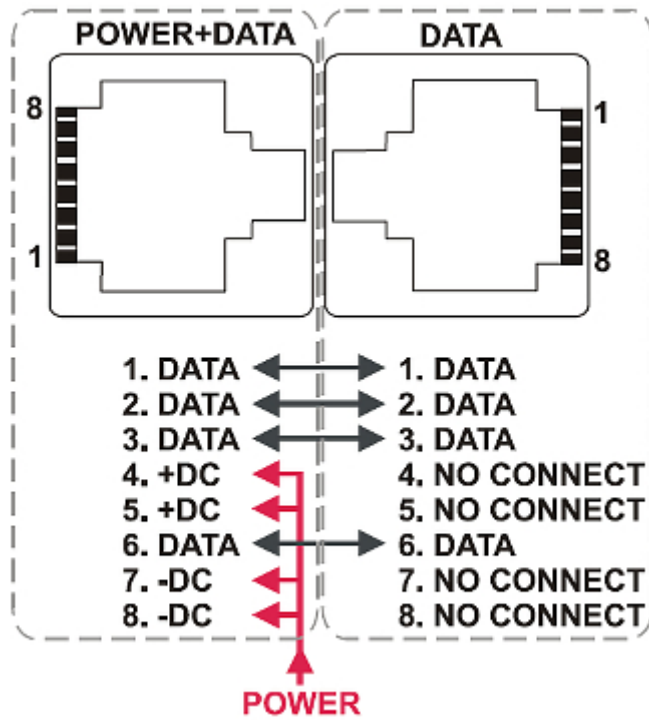 POWER+DATA DATA
8 1
1 8
1. DATA 1. DATA
2. DATA 2. DATA
3. DATA 3. DATA
4. +DC 4. NO CONNECT
5. +DC 5. NO CONNECT
6. DATA 6. DATA
7. -DC 7. NO CONNECT
8. -DC 8. NO CONNECT
POWER